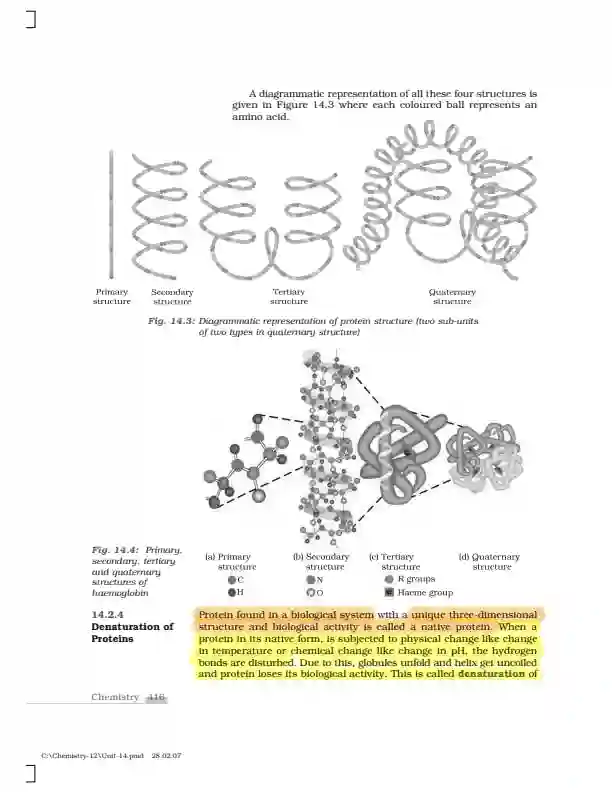 A diagrammatic representation of all these four structures is
given in Figure 14.3 where each coloured ball represents an
amino acid.
Primary
structure
Secondary
structure
Tertiary
structure
Quaternary
structure
Fig. 14.3: Diagrammatic representation of protein structure (two sub-units
of two types in quaternary structure)
Fig. 14.4: Primary,
secondary, tertiary
and quaternary
structures of
haemoglobin
(a) Primary
structure
(b) Secondary
structure
(c) Tertiary
structure
(d) Quaternary
structure
C
N
R groups
H
O
Haeme group
14.2.4
Denaturation of
Proteins
Protein found in a biological system with a unique three-dimensional
structure and biological activity is called a native protein. When a
protein in its native form, is subjected to physical change like change
in temperature or chemical change like change in pH, the hydrogen
bonds are disturbed. Due to this, globules unfold and helix get uncoiled
and protein loses its biological activity. This is called denaturation of
Chemistry 416
C:\Chemistry-12\Unit-14.pmd 28.02.07